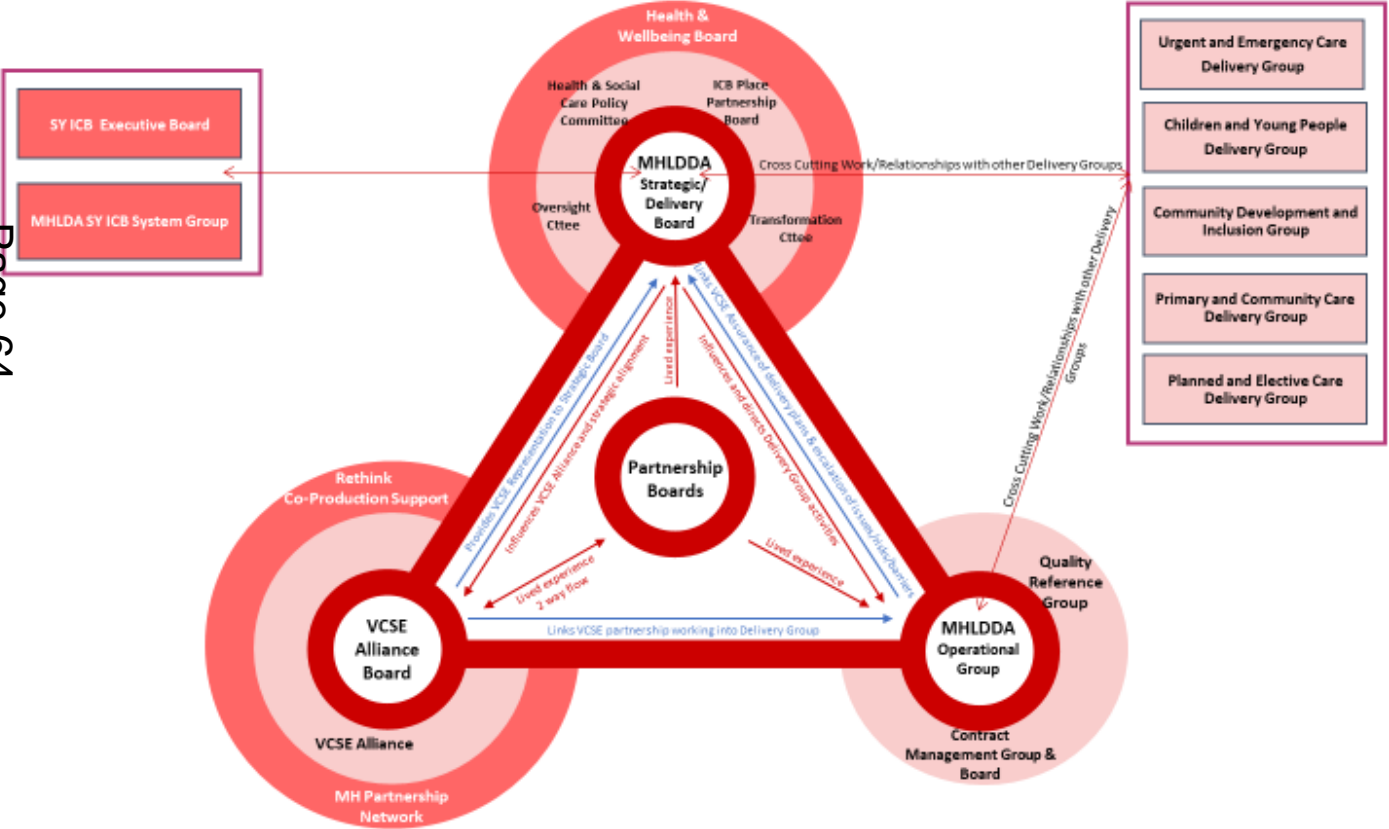 Health &
Wellbeing Board
Health & Social
Care Policy
Committee
ICB Place
Partnership
Board
MHLDDA
Strategic/
Delivery
Board
Oversight
Cttee
Transformation
Cttee
SY ICB Executive Board
MHLDA SY ICB System Group
Page 64
Cross Cutting Work/Relationships with other Delivery Groups
Urgent and Emergency Care
Delivery Group
Children and Young People
Delivery Group
Community Development and
Inclusion Group
Primary and Community Care
Delivery Group
Planned and Elective Care
Delivery Group
Cross Cutting Work/Relationships with other Delivery
Groups
Provides VCSE Representation to Strategic Board
Influences VCSE Alliance and strategic alignment
Lived experience
Influences and directs Delivery Group activities
Links VCSE Assurance of delivery plans & escalation of issues/risks/barriers
Partnership
Boards
Lived experience
2 way flow
Lived experience
Links VCSE partnership working into Delivery Group
Rethink
Co-Production Support
VCSE
Alliance
Board
VCSE Alliance
MH Partnership
Network
Quality
Reference
Group
MHLDDA
Operational
Group
Contract
Management Group &
Board